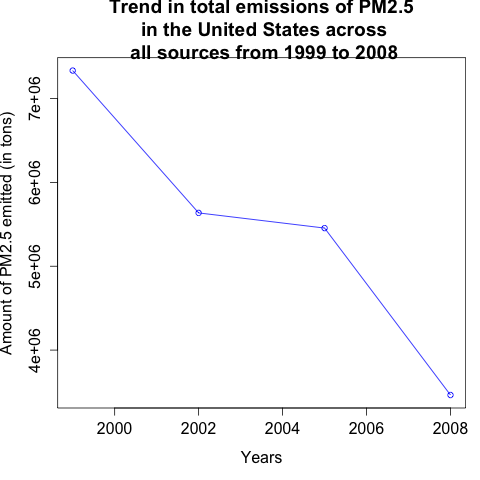 Trend in total emissions of PM2.5
in the United States across
all sources from 1999 to 2008
Amount of PM2.5 emitted (in tons)
7e+06
6e+06
5e+06
4e+06
2000 2002 2004 2006 2008
Years